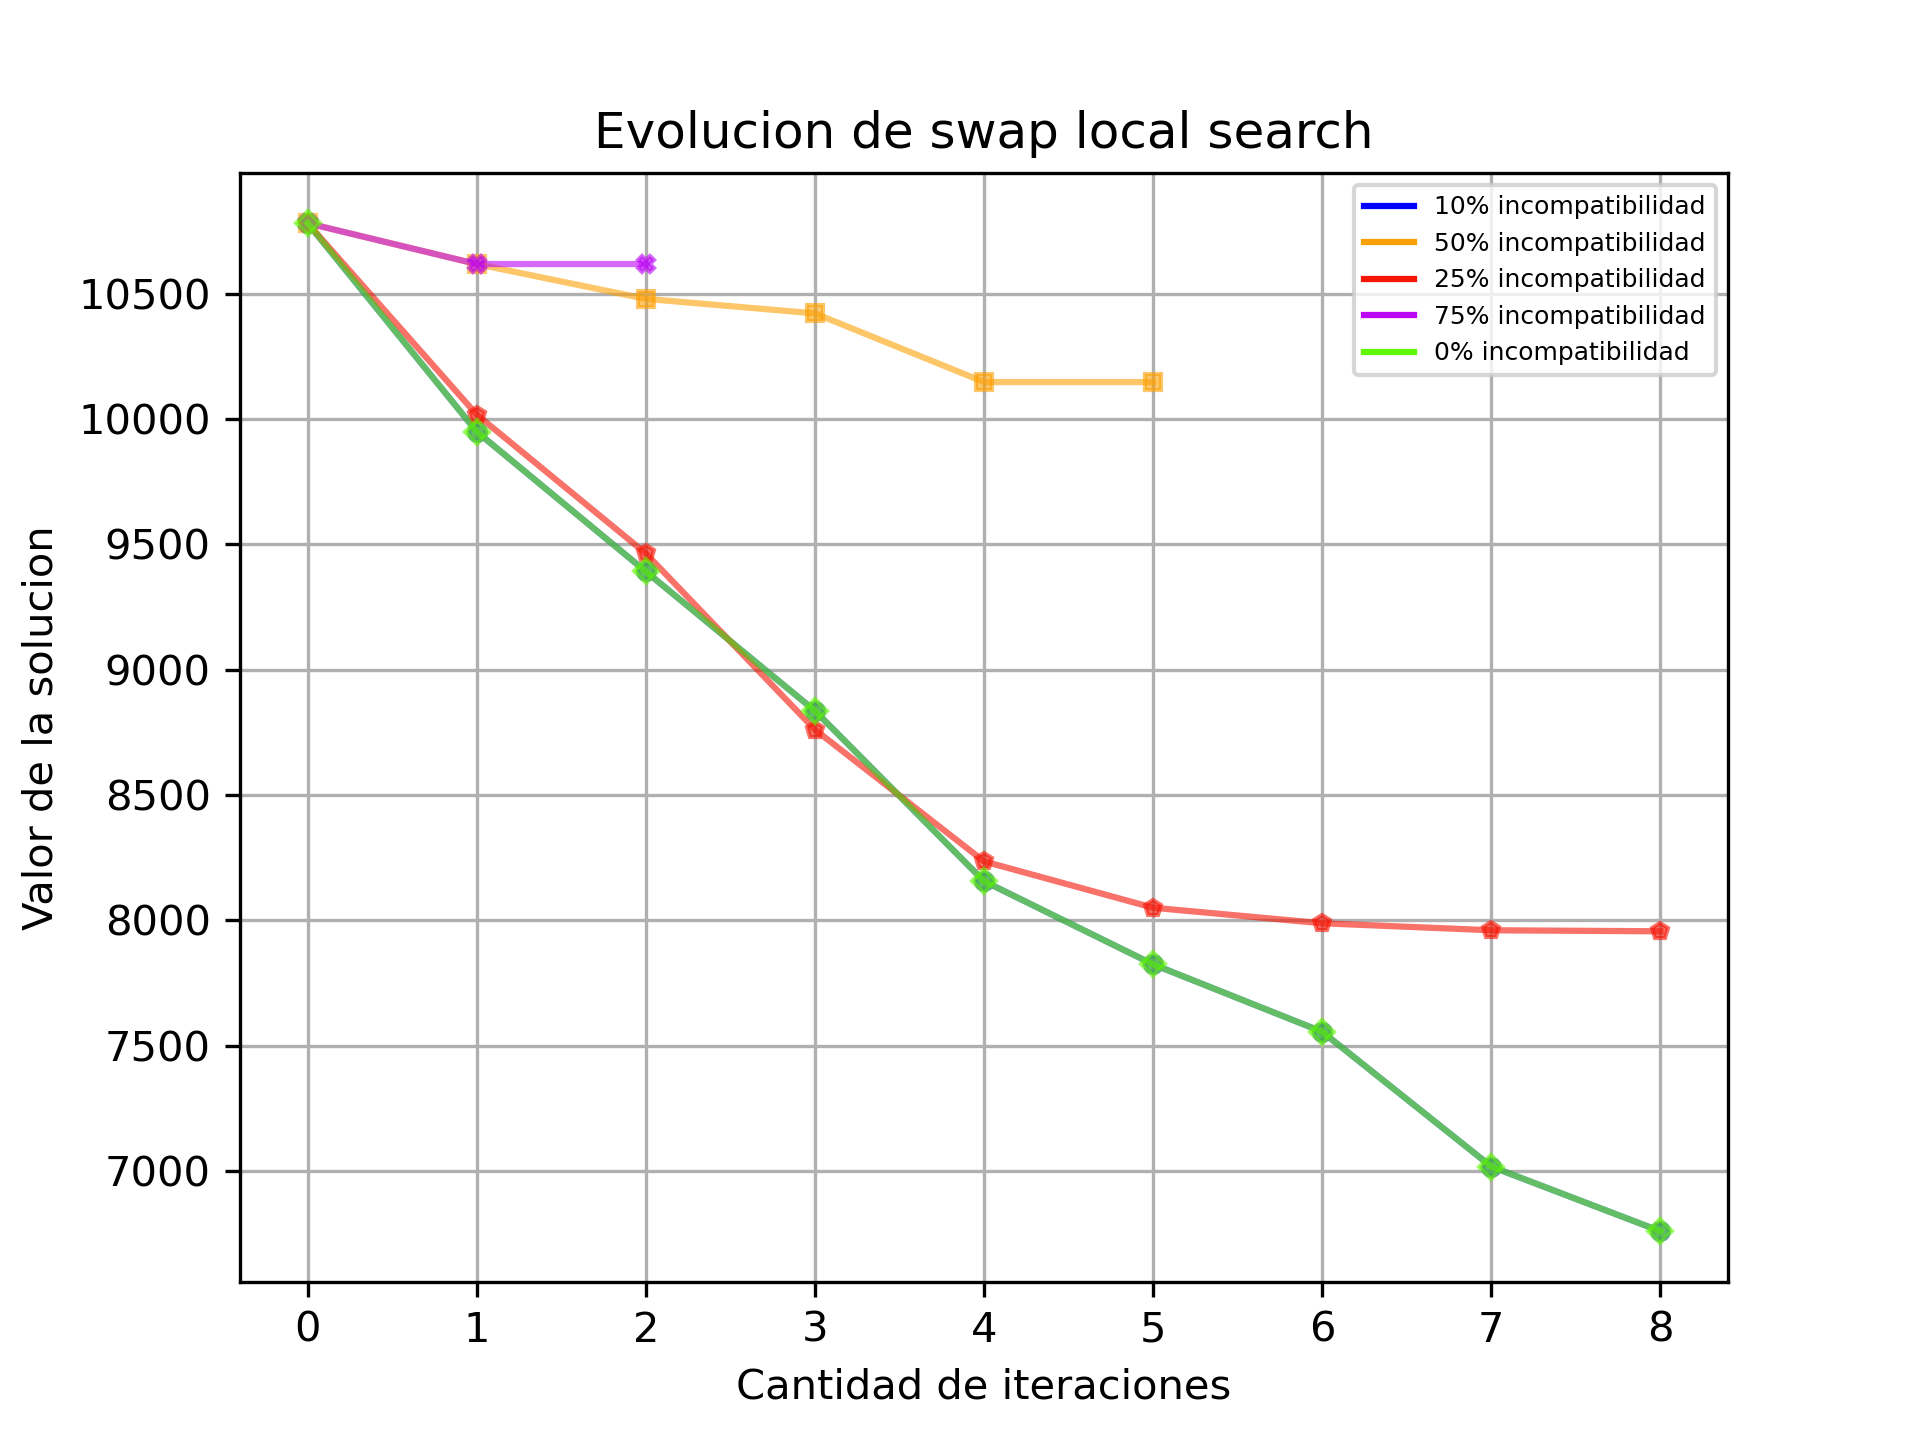 Evolucion de swap local search
10% incompatibilidad
50% incompatibilidad
25% incompatibilidad
75% incompatibilidad
0% incompatibilidad
Valor de la solucion
10500
10000
9500
9000
8500
8000
7500
7000
0 1 2 3 4 5 6 7 8
Cantidad de iteraciones